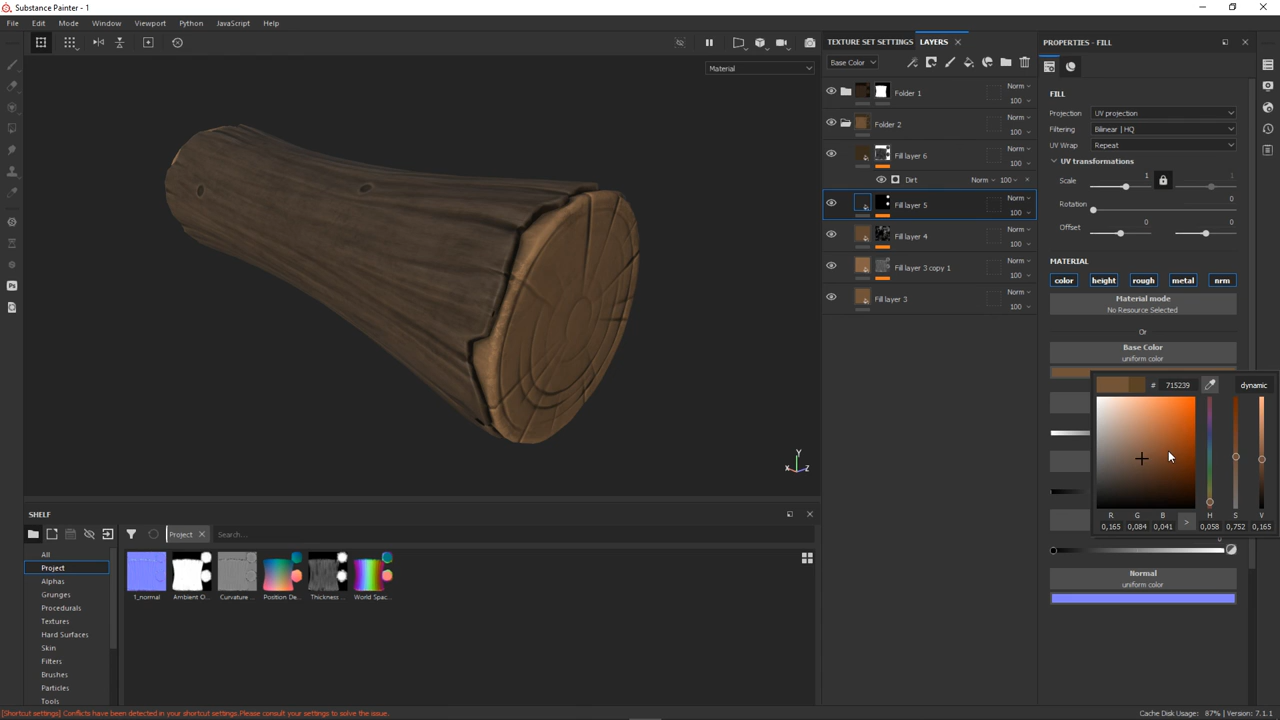 Substance Painter - 1
File Edit Mode Window Viewport Python JavaScript Help
Material
TEXTURE SET SETTINGS LAYERS
Base Color
Folder 1 Norm 100
Folder 2 Norm 100
Fill layer 6 Norm 100
Dirt Norm 100
Fill layer 5 Norm 100
Fill layer 4 Norm 100
Fill layer 3 copy 1 Norm 100
Fill layer 3 Norm 100
PROPERTIES - FILL
FILL
Projection UV projection
Filtering Bilinear | HQ
UV Wrap Repeat
UV transformations
Scale 1 1
Rotation 0
Offset 0 0
MATERIAL
color height rough metal nrm
Material mode
No Resource Selected
Or
Base Color
uniform color
# 715239 dynamic
R G B H S V
0,165 0,084 0,041 > 0,058 0,752 0,165
Normal
uniform color
Y
X Z
SHELF
Project Search...
All
Project
Alphas
Grunges
Procedurals
Textures
Hard Surfaces
Skin
Filters
Brushes
Particles
Tools
1_normal Ambient O... Curvature ... Position De... Thickness ... World Spac...
Ps
[Shortcut settings] Conflicts have been detected in your shortcut settings.Please consult your settings to solve the issue.
Cache Disk Usage: 87% | Version: 7.1.1